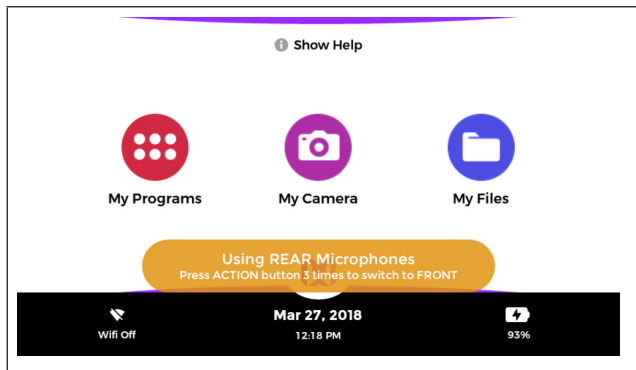 Show Help
My Programs
My Camera
My Files
Using REAR Microphones
Press ACTION button 3 times to switch to FRONT
Mar 27, 2018
Wifi Off
12:18 PM
93%